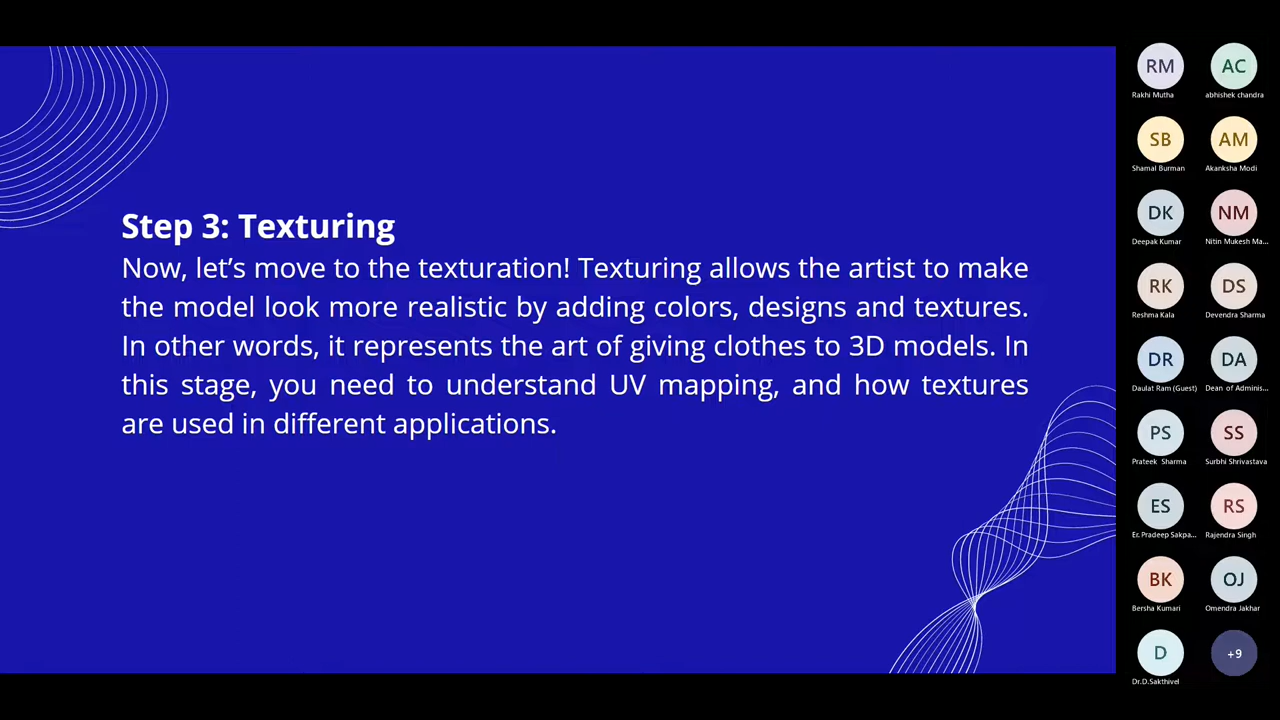 Step 3: Texturing
Now, let’s move to the texturation! Texturing allows the artist to make
the model look more realistic by adding colors, designs and textures.
In other words, it represents the art of giving clothes to 3D models. In
this stage, you need to understand UV mapping, and how textures
are used in different applications.
RM
Rakhi Mutha
AC
abhishek chandra
SB
Shamal Burman
AM
Akanksha Modi
DK
Deepak Kumar
NM
Nitin Mukesh Ma...
RK
Reshma Kala
DS
Devendra Sharma
DR
Daulat Ram (Guest)
DA
Dean of Adminis...
PS
Prateek Sharma
SS
Surbhi Shrivastava
ES
Er. Pradeep Sakpa...
RS
Rajendra Singh
BK
Bersha Kumari
OJ
Omendra Jakhar
D
Dr.D.Sakthivel
+9